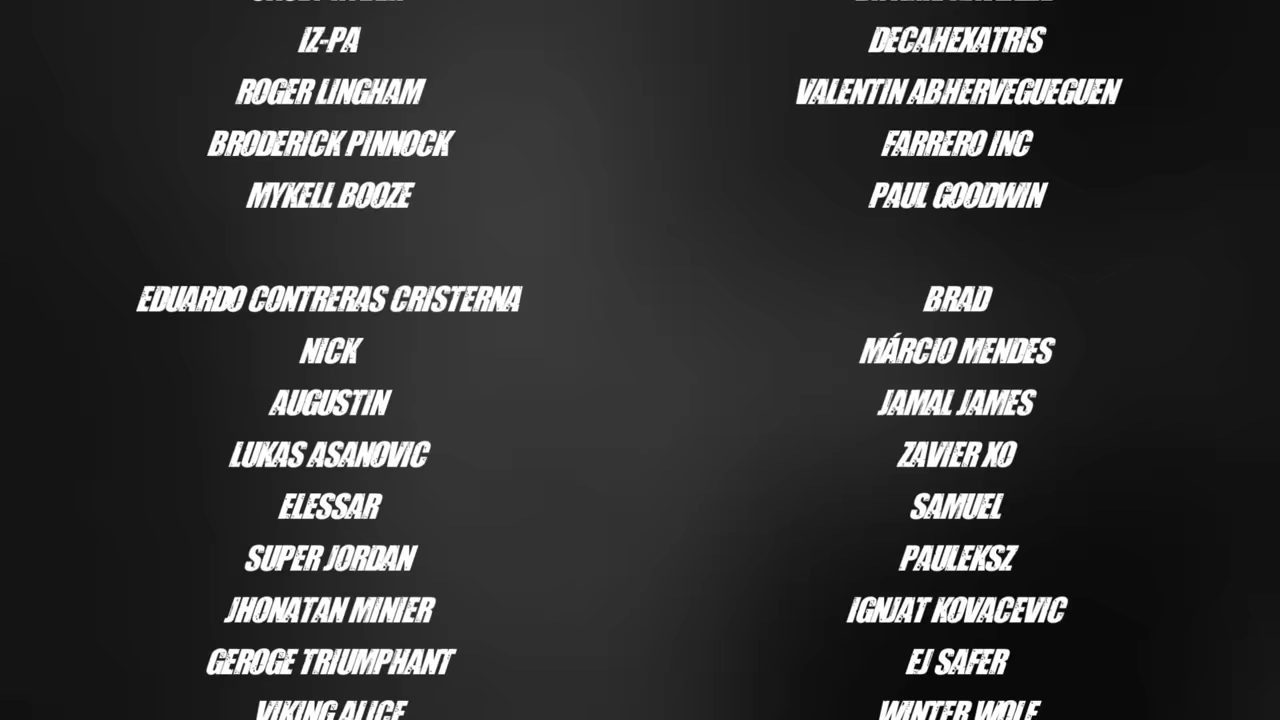 IZ-PA
DECAHEXATRIS
ROGER LINGHAM
VALENTIN ABHERVEGUEGUEN
BRODERICK PINNOCK
FARRERO INC
MYKELL BOOZE
PAUL GOODWIN
EDUARDO CONTRERAS CRISTERNA
BRAD
NICK
MÁRCIO MENDES
AUGUSTIN
JAMAL JAMES
LUKAS ASANOVIC
ZAVIER XO
ELESSAR
SAMUEL
SUPER JORDAN
PAULEKSZ
JHONATAN MINIER
IGNJAT KOVACEVIC
GEROGE TRIUMPHANT
EJ SAFER
VIKING ALICE
WINTER WOLF